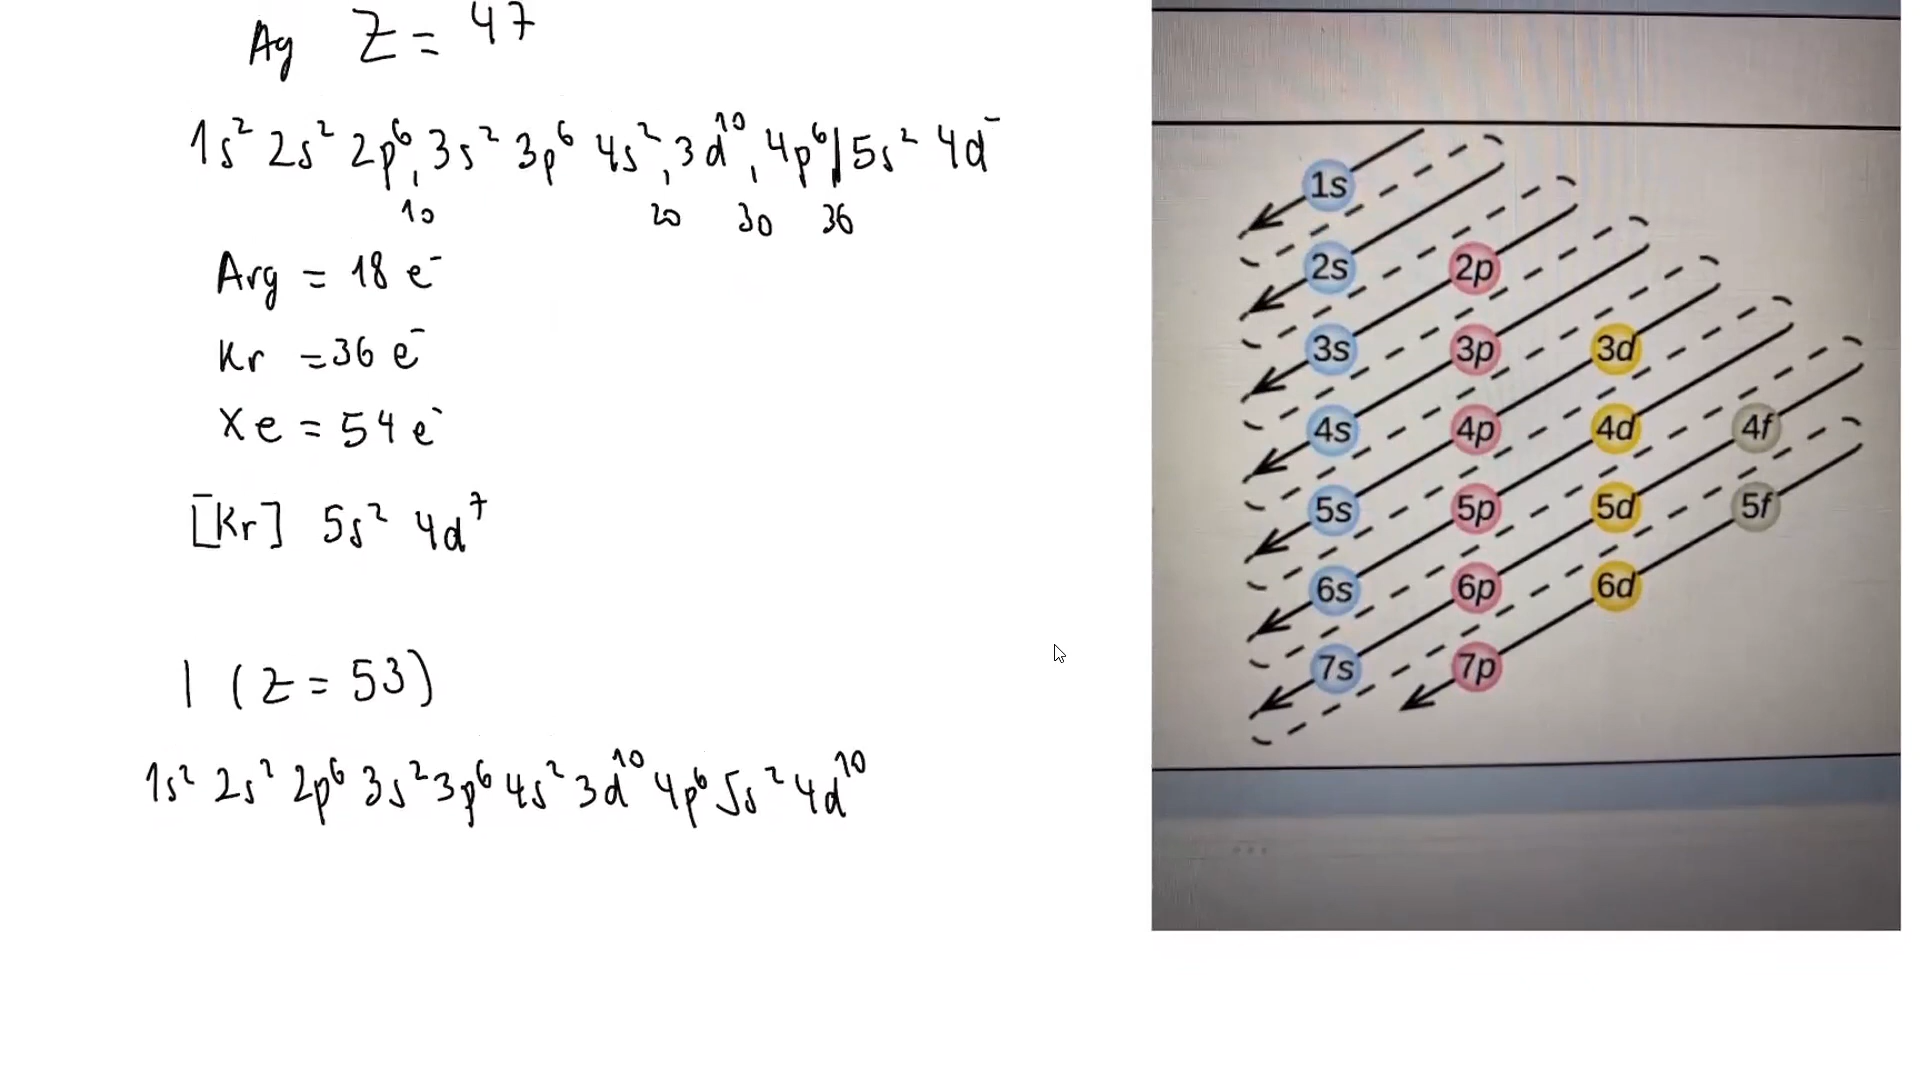 Ag Z = 47
1s² 2s² 2p⁶ 3s² 3p⁶ 4s² 3d¹⁰ 4p⁶ | 5s² 4d⁻
10 20 30 36
Arg = 18 e⁻
Kr = 36 e⁻
Xe = 54 e⁻
[Kr] 5s² 4d⁷
I (Z = 53)
1s² 2s² 2p⁶ 3s² 3p⁶ 4s² 3d¹⁰ 4p⁶ 5s² 4d¹⁰
1s
2s 2p
3s 3p 3d
4s 4p 4d 4f
5s 5p 5d 5f
6s 6p 6d
7s 7p